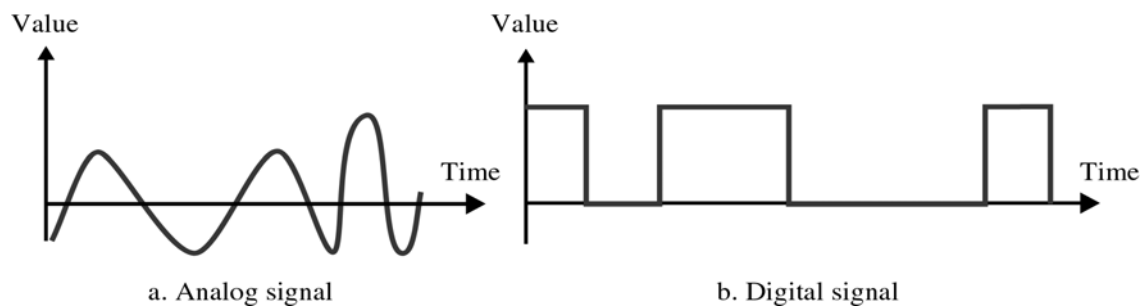 Value
Time
a. Analog signal
Value
Time
b. Digital signal